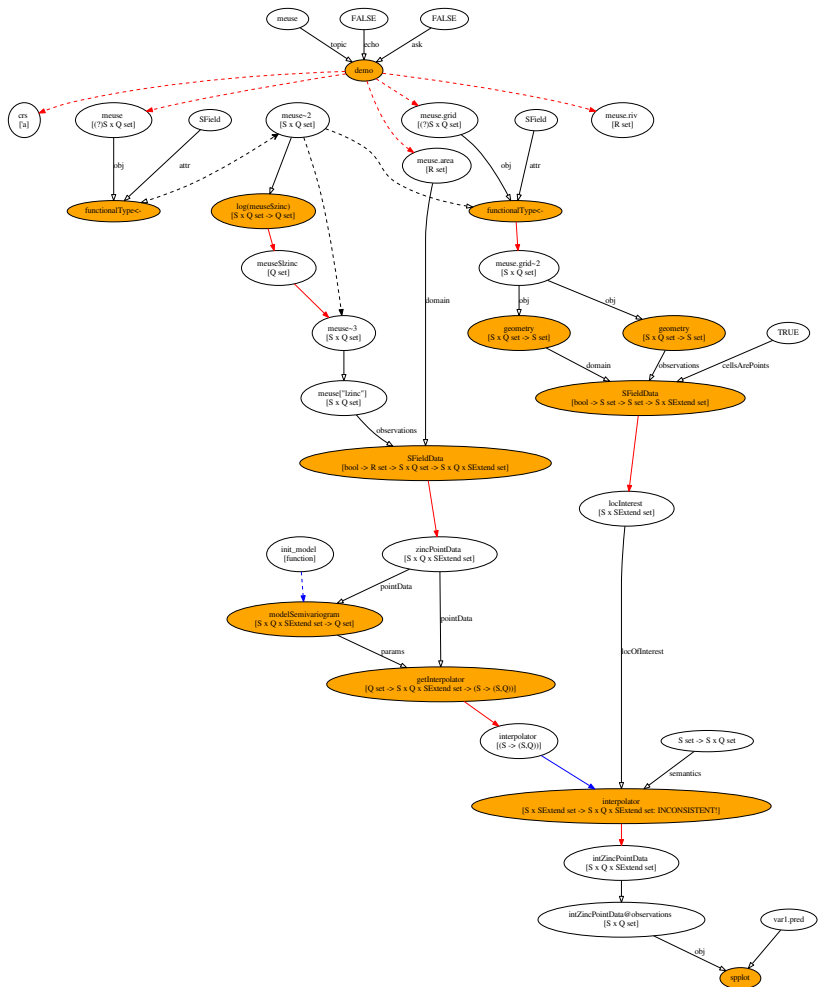 meuse
FALSE
FALSE
topic
echo
ask
demo
crs
['a]
meuse
[(?)S x Q set]
SField
meuse~2
[S x Q set]
meuse.grid
[(?)S x Q set]
SField
meuse.riv
[R set]
meuse.area
[R set]
obj
attr
obj
attr
functionalType<-
log(meuse$zinc)
[S x Q set -> Q set]
functionalType<-
meuse$lzinc
[Q set]
meuse.grid~2
[S x Q set]
domain
obj
obj
meuse~3
[S x Q set]
geometry
[S x Q set -> S set]
geometry
[S x Q set -> S set]
TRUE
domain
observations
cellsArePoints
meuse["lzinc"]
[S x Q set]
SFieldData
[bool -> S set -> S set -> S x SExtend set]
observations
SFieldData
[bool -> R set -> S x Q set -> S x Q x SExtend set]
locInterest
[S x SExtend set]
init_model
[function]
zincPointData
[S x Q x SExtend set]
pointData
modelSemivariogram
[S x Q x SExtend set -> Q set]
pointData
params
locOfInterest
getInterpolator
[Q set -> S x Q x SExtend set -> (S -> (S,Q))]
interpolator
[(S -> (S,Q))]
S set -> S x Q set
semantics
interpolator
[S x SExtend set -> S x Q x SExtend set: INCONSISTENT!]
intZincPointData
[S x Q x SExtend set]
intZincPointData@observations
[S x Q set]
var1.pred
obj
spplot